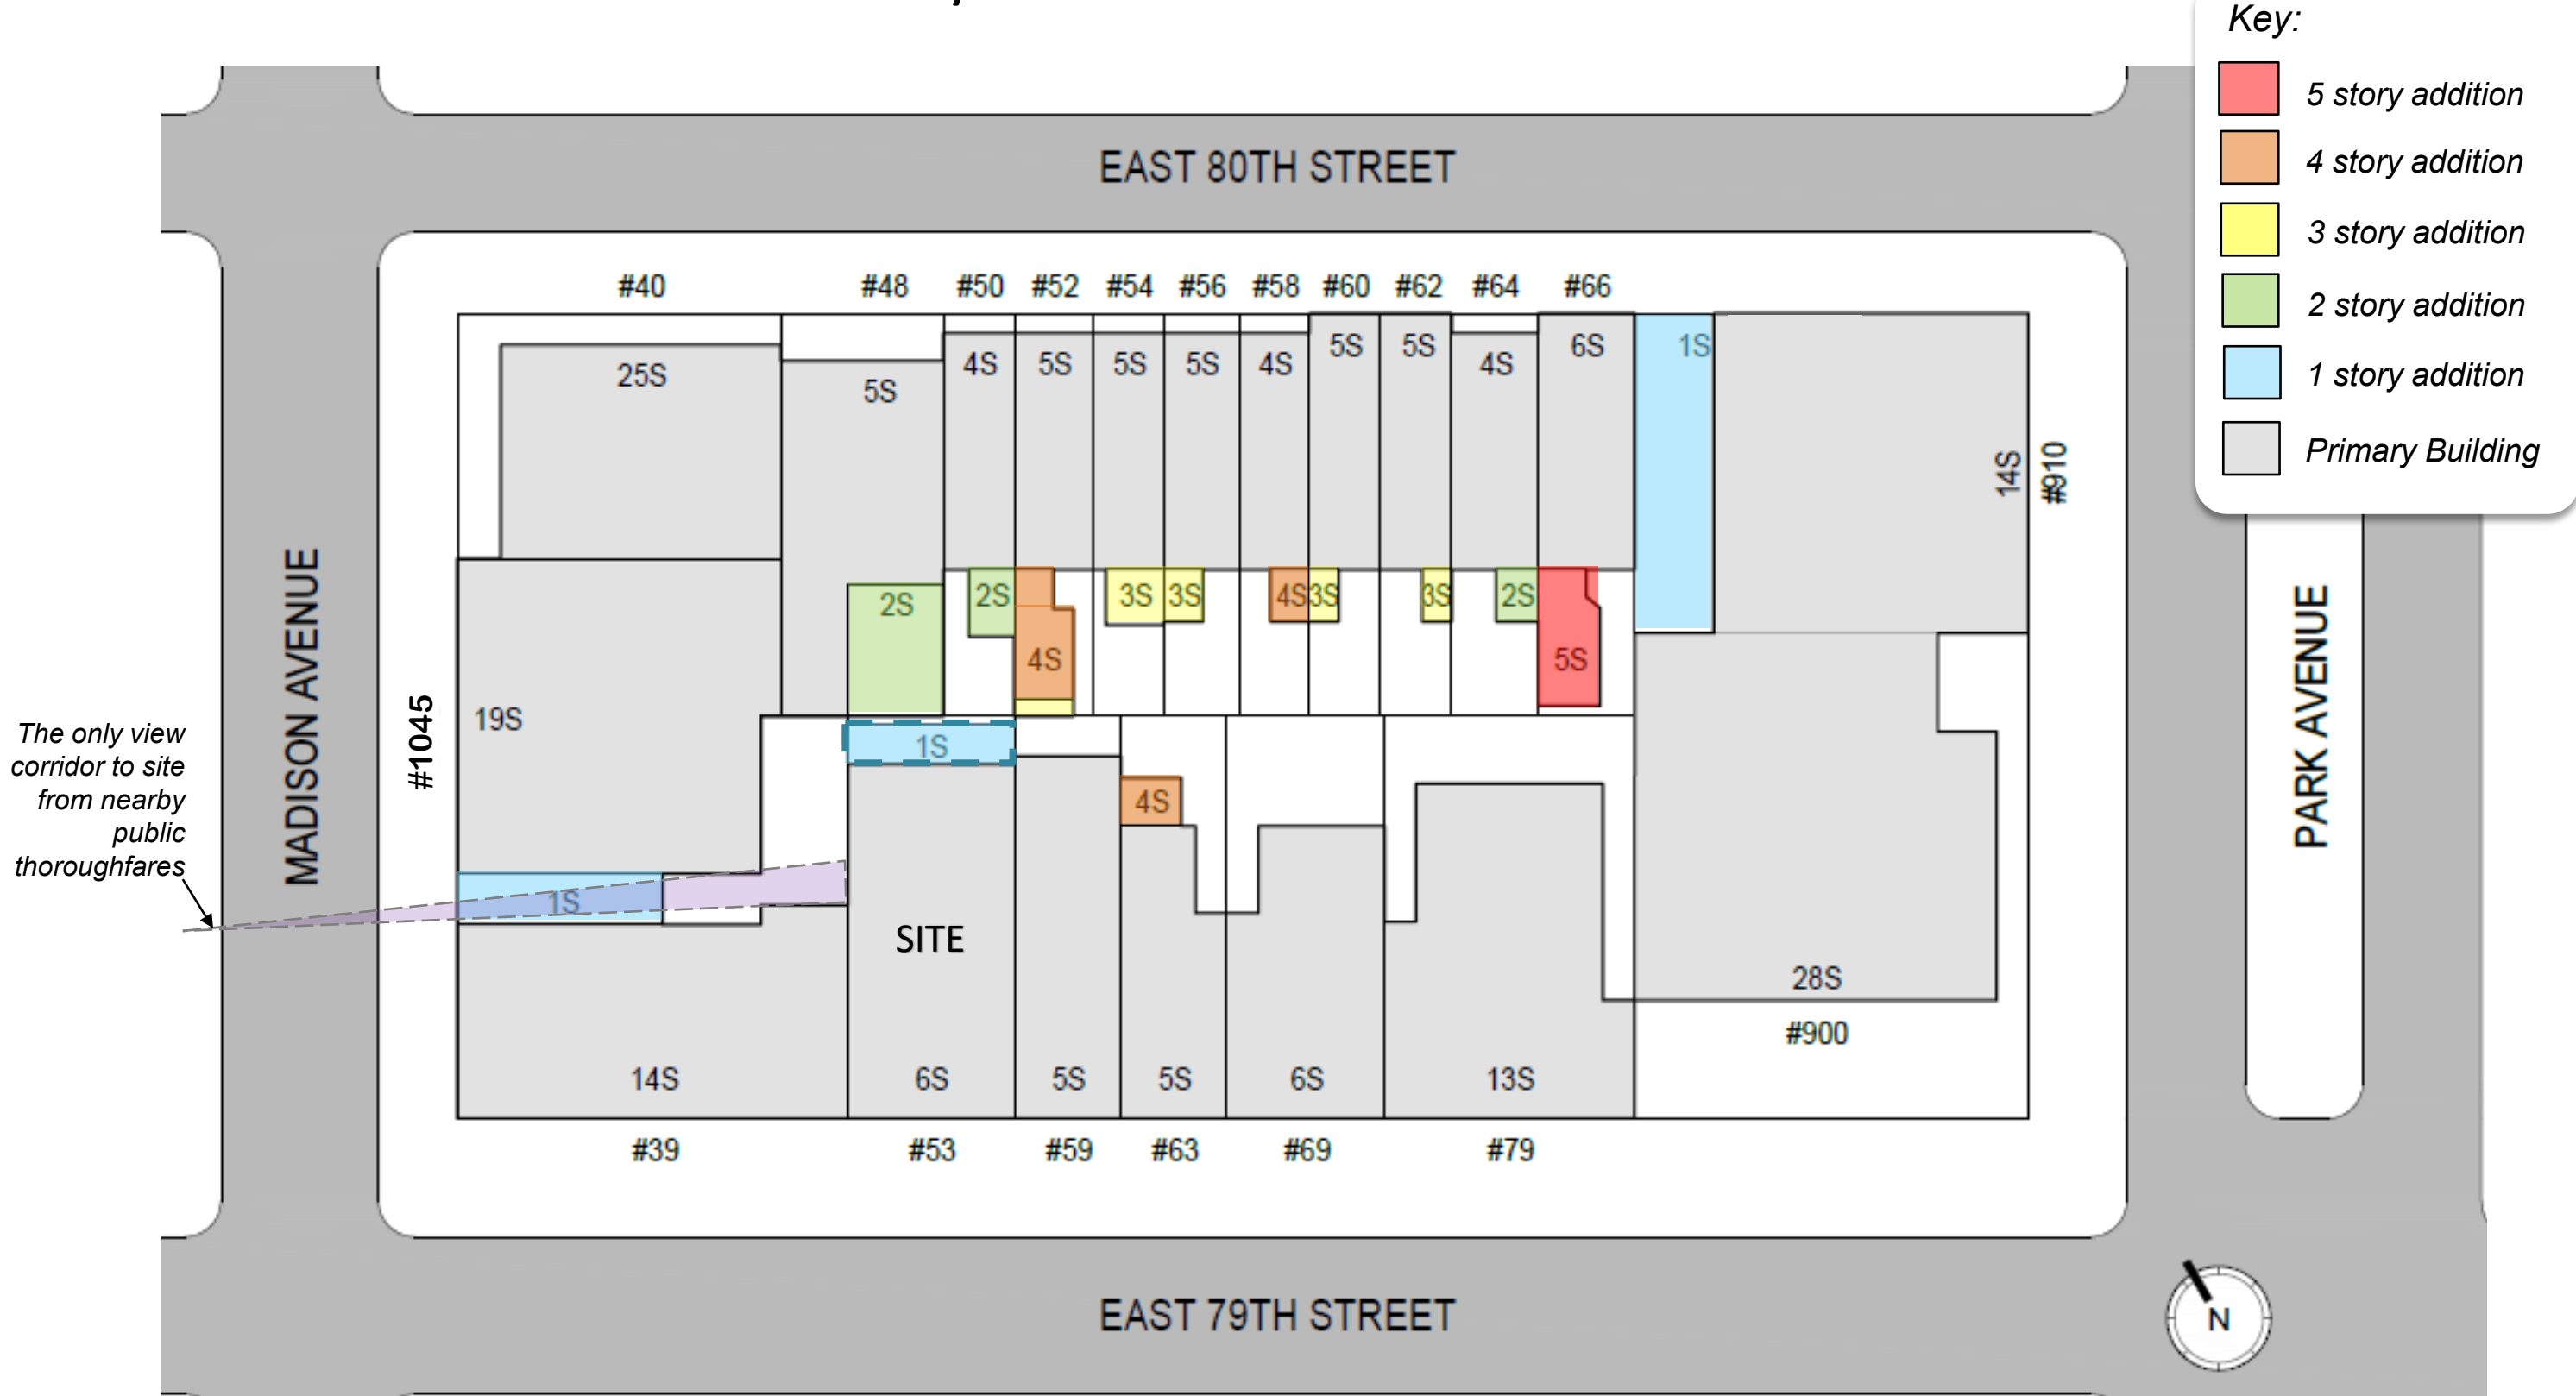 Key:
5 story addition
4 story addition
3 story addition
2 story addition
1 story addition
Primary Building
EAST 80TH STREET
#40 #48 #50 #52 #54 #56 #58 #60 #62 #64 #66
25S 5S 4S 5S 5S 5S 4S 5S 5S 4S 6S 1S
14S
#910
2S 2S 4S 3S 3S 4S 3S 3S 2S 5S
MADISON AVENUE
#1045
19S
PARK AVENUE
1S
4S
The only view
corridor to site
from nearby
public
thoroughfares
1S
SITE
28S
#900
14S 6S 5S 5S 6S 13S
#39 #53 #59 #63 #69 #79
EAST 79TH STREET
N